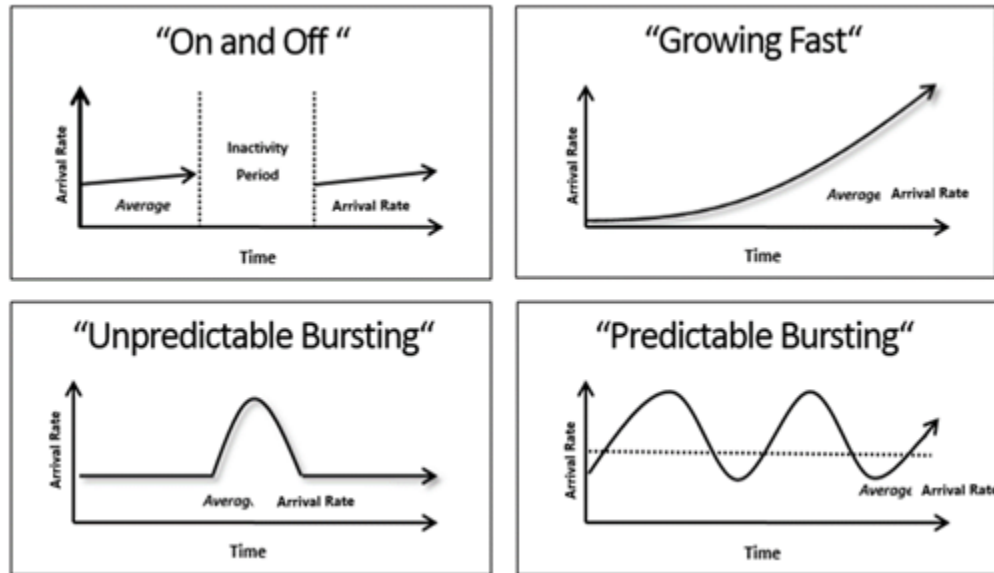 “On and Off “
Arrival Rate
Inactivity
Period
Average
Arrival Rate
Time
“Growing Fast“
Arrival Rate
Average Arrival Rate
Time
“Unpredictable Bursting“
Arrival Rate
Averag. Arrival Rate
Time
“Predictable Bursting“
Arrival Rate
Average Arrival Rate
Time